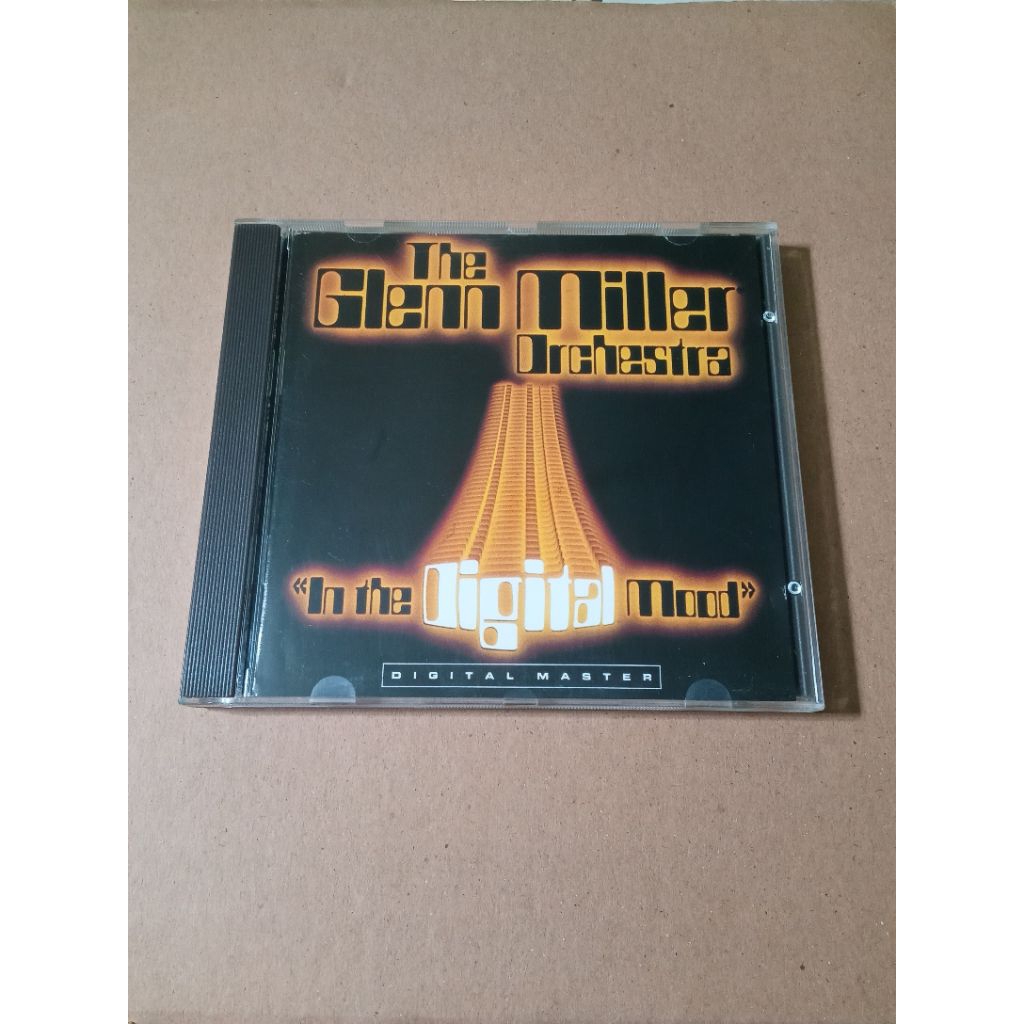 The
Glenn Miller
Orchestra
«In the Digital Mood»
DIGITAL MASTER